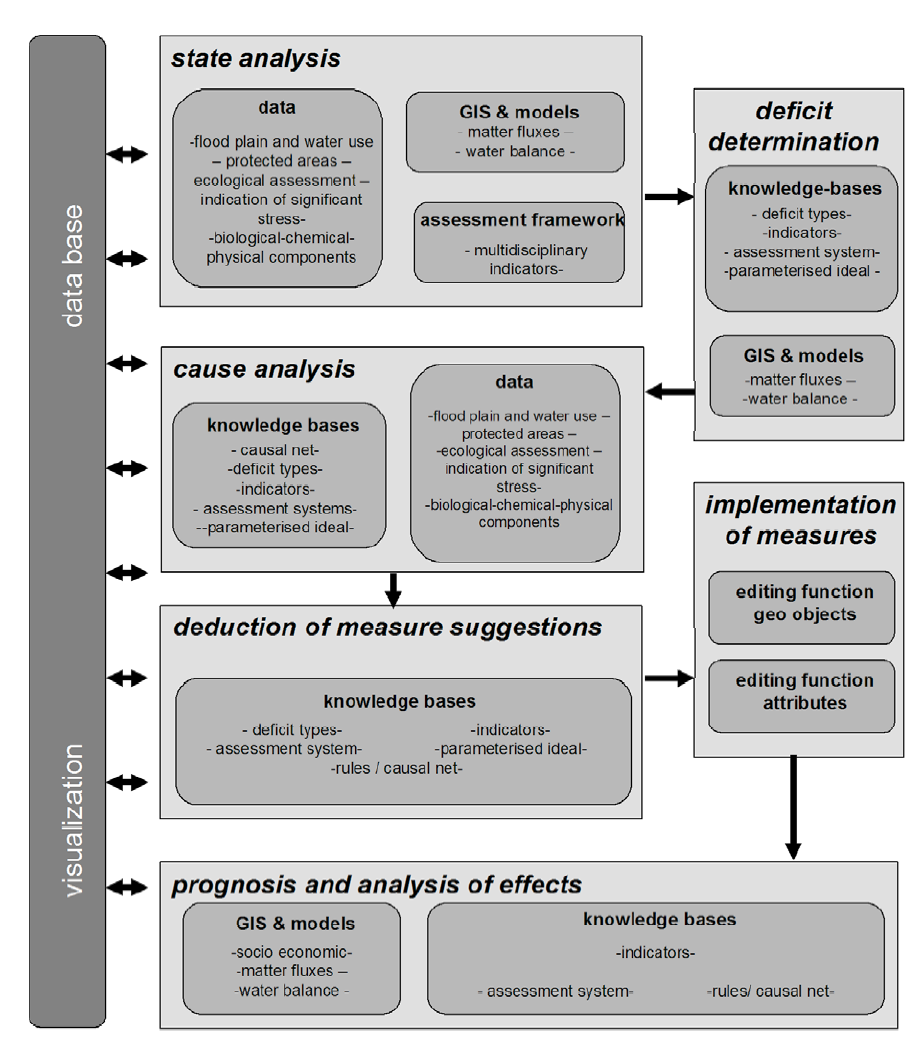 data base
visualization
state analysis
data
-flood plain and water use
– protected areas –
ecological assessment –
indication of significant
stress-
-biological-chemical-
physical components
GIS & models
- matter fluxes –
- water balance -
assessment framework
- multidisciplinary
indicators-
deficit
determination
knowledge-bases
- deficit types-
-indicators-
- assessment system-
-parameterised ideal -
GIS & models
-matter fluxes –
-water balance -
cause analysis
knowledge bases
- causal net-
-deficit types-
-indicators-
- assessment systems-
--parameterised ideal-
data
-flood plain and water use –
protected areas –
-ecological assessment –
indication of significant
stress-
-biological-chemical-physical
components
deduction of measure suggestions
knowledge bases
- deficit types- -indicators-
- assessment system- -parameterised ideal-
-rules / causal net-
implementation
of measures
editing function
geo objects
editing function
attributes
prognosis and analysis of effects
GIS & models
-socio economic-
-matter fluxes –
-water balance -
knowledge bases
-indicators-
- assessment system- -rules/ causal net-